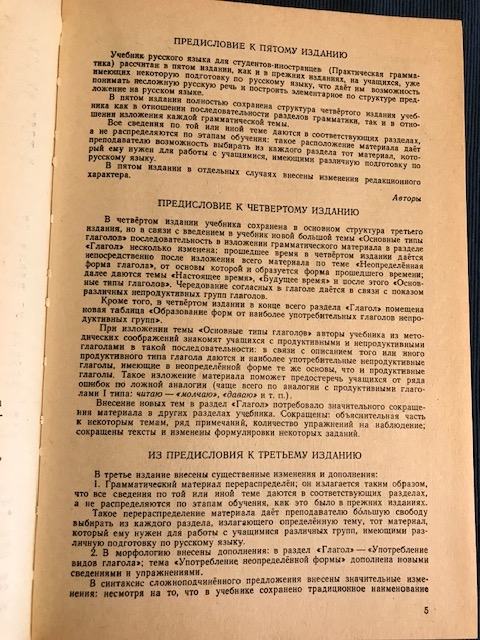 ПРЕДИСЛОВИЕ К ПЯТОМУ ИЗДАНИЮ
Учебник русского языка для студентов-иностранцев (Практическая грамма-
тика) рассчитан в пятом издании, как и в прежних изданиях, на учащихся, уже
имеющих некоторую подготовку по русскому языку, что даёт им возможность
понимать несложную русскую речь и построить элементарное по структуре пред-
ложение на русском языке.
В пятом издании полностью сохранена структура четвёртого издания учеб-
ника как в отношении последовательности разделов грамматики, так и в отно-
шении изложения каждой грамматической темы.
Все сведения по той или иной теме даются в соответствующих разделах,
а не распределяются по этапам обучения: такое расположение материала даёт
преподавателю возможность выбирать из каждого раздела тот материал, кото-
рый ему нужен для работы с учащимися, имеющими различную подготовку по
русскому языку.
В пятом издании в отдельных случаях внесены изменения редакционного
характера.
Авторы
ПРЕДИСЛОВИЕ К ЧЕТВЕРТОМУ ИЗДАНИЮ
В четвёртом издании учебника сохранена в основном структура третьего
издания, но в связи с введением в учебник новой большой темы «Основные типы
глаголов» последовательность в изложении грамматического материала в разделе
«Глагол» несколько изменена: прошедшее время в четвёртом издании даётся
непосредственно после изложения всего материала по теме «Неопределённая
форма глагола», от основы которой и образуется форма прошедшего времени;
далее даются темы «Настоящее время», «Будущее время» и после этого «Основ-
ные типы глаголов». Чередование согласных в глаголе даётся в связи с показом
различных непродуктивных групп глаголов.
Кроме того, в четвёртом издании в конце всего раздела «Глагол» помещена
новая таблица «Образование форм от наиболее употребительных глаголов непро-
дуктивных групп».
При изложении темы «Основные типы глаголов» авторы учебника из мето-
дических соображений знакомят учащихся с продуктивными и непродуктивными
глаголами в такой последовательности: в связи с описанием того или иного
продуктивного типа глагола даются и наиболее употребительные непродуктивные
глаголы, имеющие в неопределённой форме те же основы, что и продуктивные
глаголы. Такое изложение материала поможет предостеречь учащихся от ряда
ошибок по ложной аналогии (чаще всего по аналогии с продуктивными глаго-
лами I типа: читаю — «молчаю», «даваю» и т. п.).
Внесение новых тем в раздел «Глагол» потребовало значительного сокраще-
ния материала в других разделах учебника. Сокращены: объяснительная часть
к некоторым темам, ряд примечаний, количество упражнений на наблюдение;
сокращены тексты и изменены формулировки некоторых заданий.
ИЗ ПРЕДИСЛОВИЯ К ТРЕТЬЕМУ ИЗДАНИЮ
В третье издание внесены существенные изменения и дополнения:
1. Грамматический материал перераспределён; он излагается таким образом,
что все сведения по той или иной теме даются в соответствующих разделах,
а не распределяются по этапам обучения, как это было в прежних изданиях.
Такое перераспределение материала даёт преподавателю бо́льшую свободу
выбирать из каждого раздела, излагающего определённую тему, тот материал,
который ему нужен для работы с учащимися различных групп, имеющими раз-
личную подготовку по русскому языку.
2. В морфологию внесены дополнения: в раздел «Глагол» — «Употребление
видов глагола»; тема «Употребление неопределённой формы» дополнена новыми
сведениями и упражнениями.
В синтаксис сложноподчинённого предложения внесены значительные изме-
нения: несмотря на то, что в учебнике сохранено традиционное наименование
5